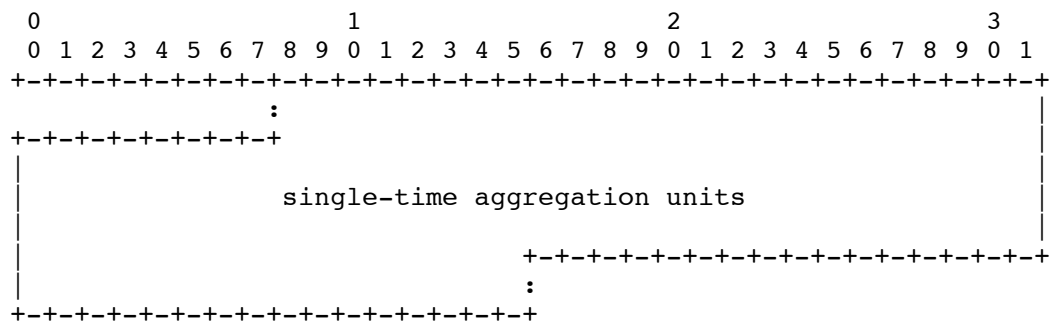 0                   1                   2                   3
 0 1 2 3 4 5 6 7 8 9 0 1 2 3 4 5 6 7 8 9 0 1 2 3 4 5 6 7 8 9 0 1
+-+-+-+-+-+-+-+-+-+-+-+-+-+-+-+-+-+-+-+-+-+-+-+-+-+-+-+-+-+-+-+-+
                :                                               |
+-+-+-+-+-+-+-+-+                                               |
|                                                               |
|                single-time aggregation units                  |
|                                                               |
|                               +-+-+-+-+-+-+-+-+-+-+-+-+-+-+-+-+
|                               :
+-+-+-+-+-+-+-+-+-+-+-+-+-+-+-+-+